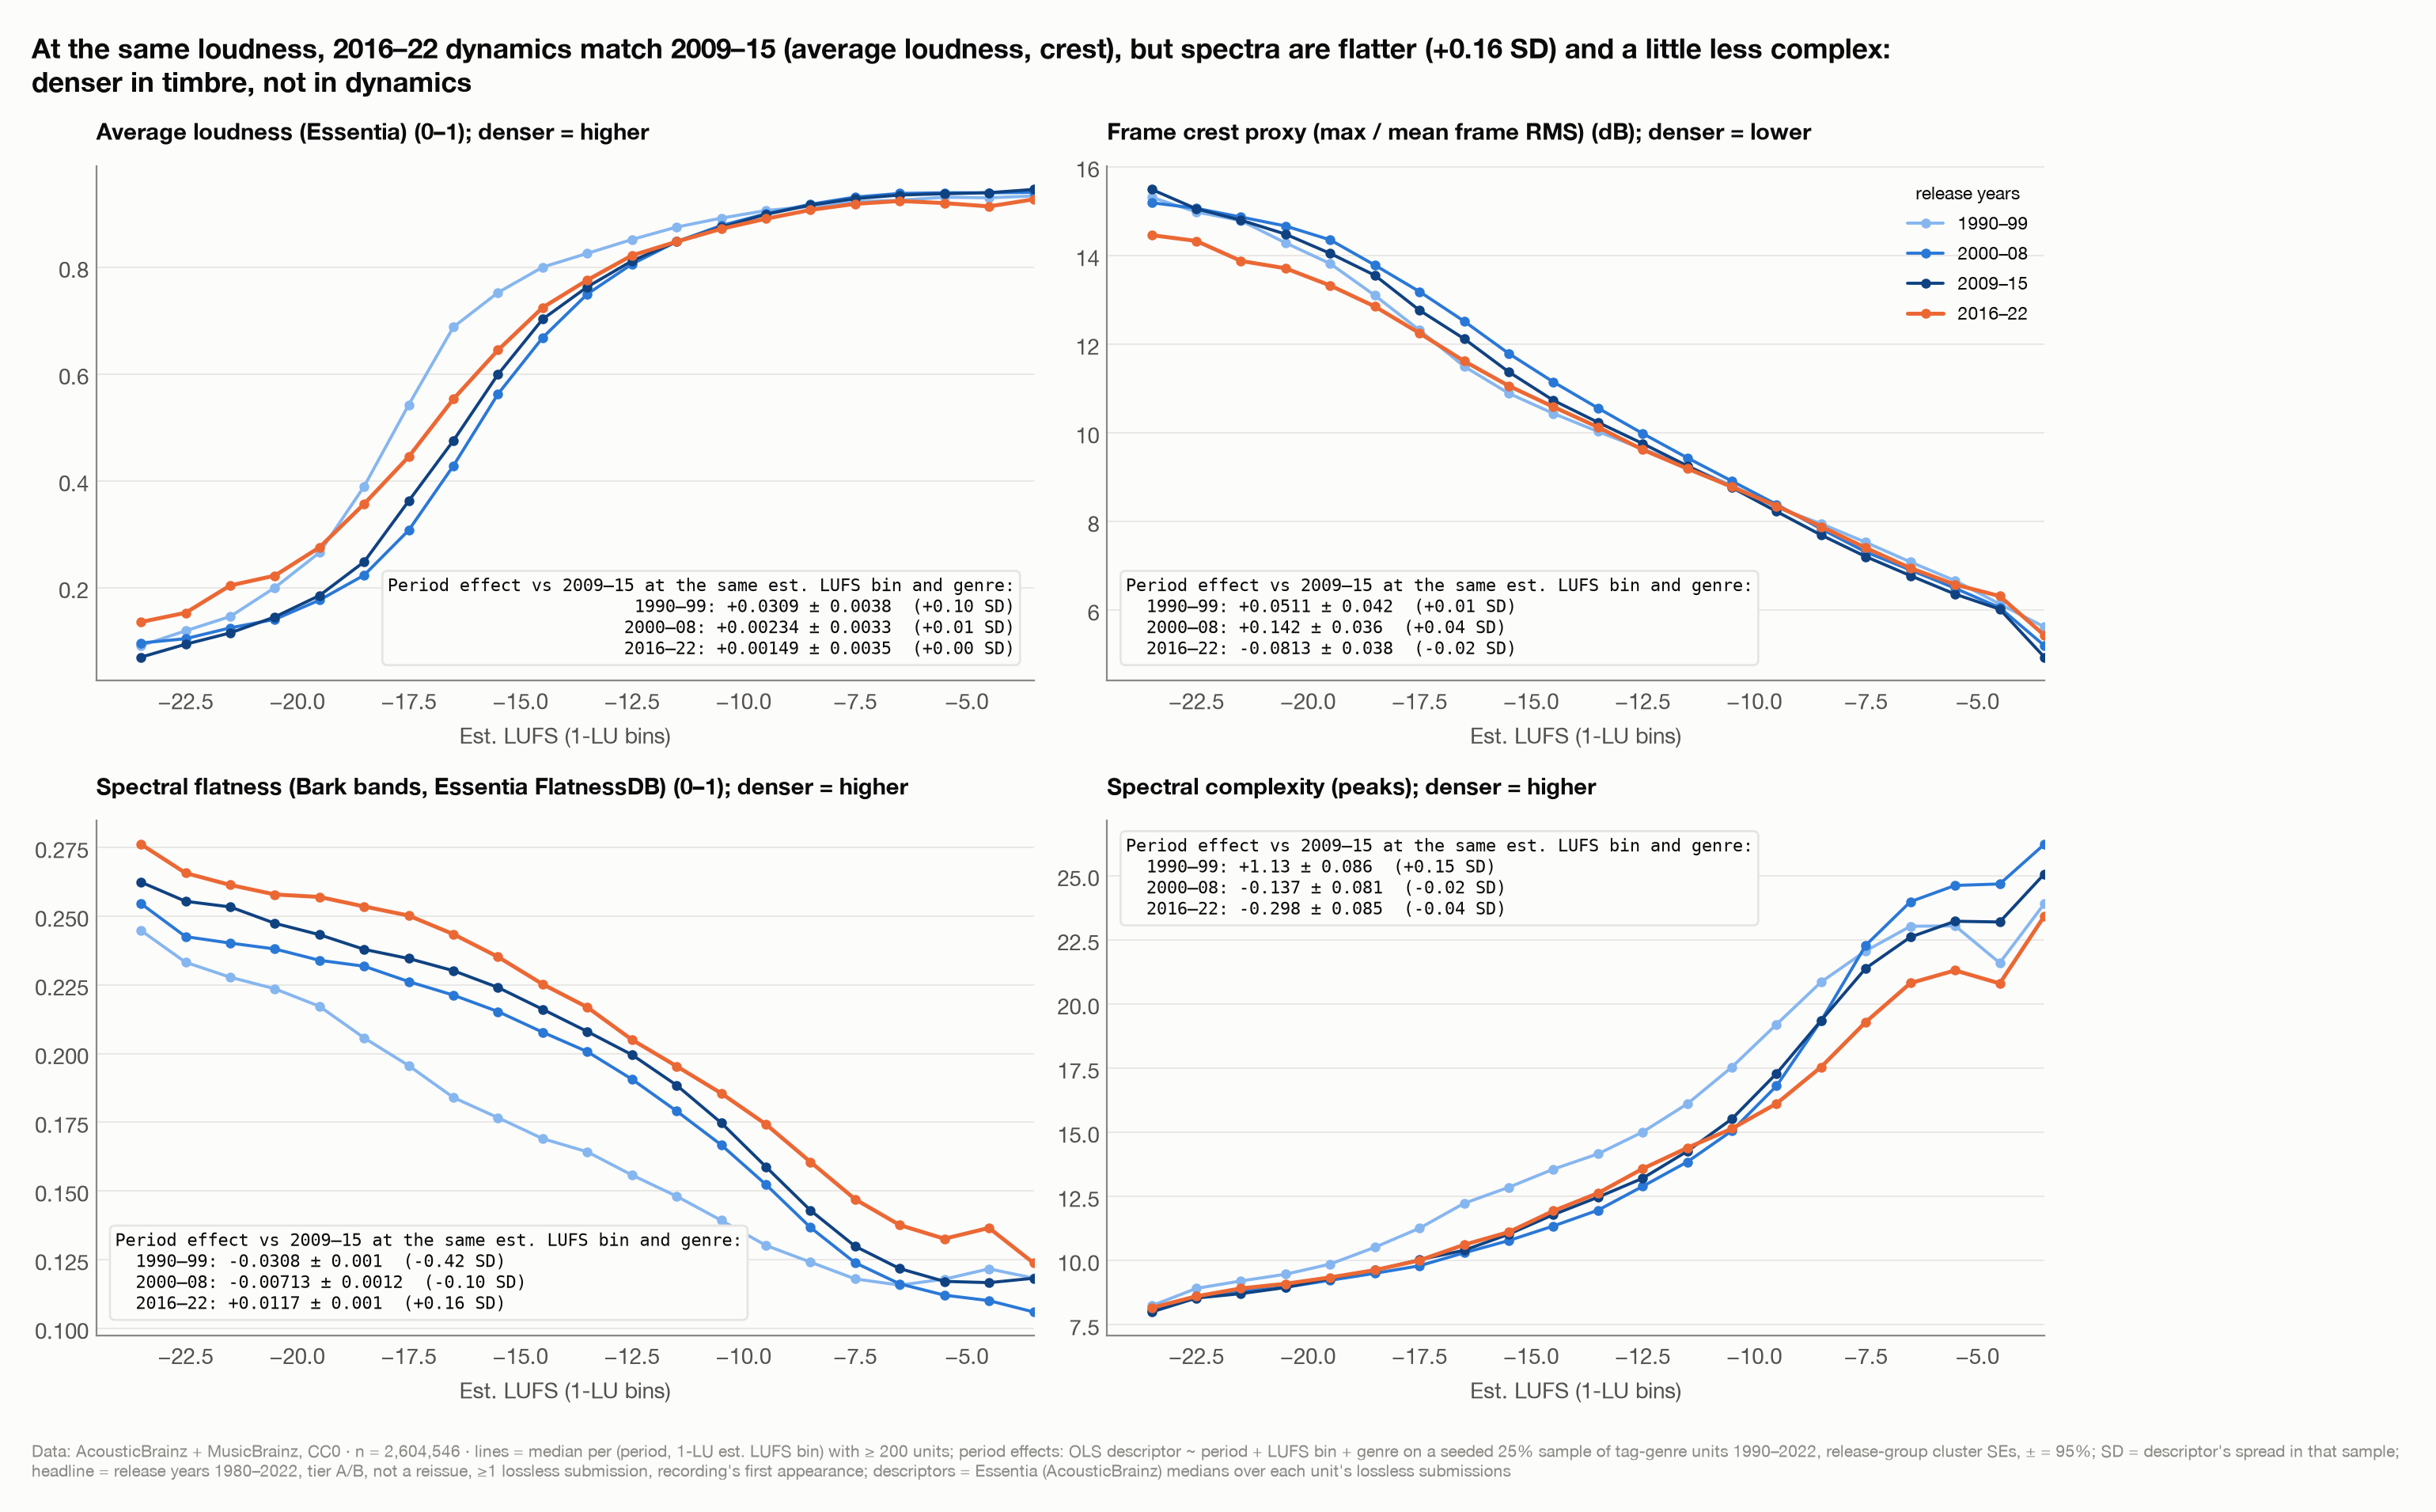 At the same loudness, 2016–22 dynamics match 2009–15 (average loudness, crest), but spectra are flatter (+0.16 SD) and a little less complex:
denser in timbre, not in dynamics
Average loudness (Essentia) (0–1); denser = higher
0.8
0.6
0.4
0.2
Period effect vs 2009–15 at the same est. LUFS bin and genre:
1990–99: +0.0309 ± 0.0038 (+0.10 SD)
2000–08: +0.00234 ± 0.0033 (+0.01 SD)
2016–22: +0.00149 ± 0.0035 (+0.00 SD)
−22.5 −20.0 −17.5 −15.0 −12.5 −10.0 −7.5 −5.0
Est. LUFS (1-LU bins)
Frame crest proxy (max / mean frame RMS) (dB); denser = lower
16
14
12
10
8
6
release years
1990–99
2000–08
2009–15
2016–22
Period effect vs 2009–15 at the same est. LUFS bin and genre:
1990–99: +0.0511 ± 0.042 (+0.01 SD)
2000–08: +0.142 ± 0.036 (+0.04 SD)
2016–22: -0.0813 ± 0.038 (-0.02 SD)
−22.5 −20.0 −17.5 −15.0 −12.5 −10.0 −7.5 −5.0
Est. LUFS (1-LU bins)
Spectral flatness (Bark bands, Essentia FlatnessDB) (0–1); denser = higher
0.275
0.250
0.225
0.200
0.175
0.150
0.125
0.100
Period effect vs 2009–15 at the same est. LUFS bin and genre:
1990–99: -0.0308 ± 0.001 (-0.42 SD)
2000–08: -0.00713 ± 0.0012 (-0.10 SD)
2016–22: +0.0117 ± 0.001 (+0.16 SD)
−22.5 −20.0 −17.5 −15.0 −12.5 −10.0 −7.5 −5.0
Est. LUFS (1-LU bins)
Spectral complexity (peaks); denser = higher
Period effect vs 2009–15 at the same est. LUFS bin and genre:
1990–99: +1.13 ± 0.086 (+0.15 SD)
2000–08: -0.137 ± 0.081 (-0.02 SD)
2016–22: -0.298 ± 0.085 (-0.04 SD)
25.0
22.5
20.0
17.5
15.0
12.5
10.0
7.5
−22.5 −20.0 −17.5 −15.0 −12.5 −10.0 −7.5 −5.0
Est. LUFS (1-LU bins)
Data: AcousticBrainz + MusicBrainz, CC0 · n = 2,604,546 · lines = median per (period, 1-LU est. LUFS bin) with ≥ 200 units; period effects: OLS descriptor ~ period + LUFS bin + genre on a seeded 25% sample of tag-genre units 1990–2022, release-group cluster SEs, ± = 95%; SD = descriptor's spread in that sample;
headline = release years 1980–2022, tier A/B, not a reissue, ≥1 lossless submission, recording's first appearance; descriptors = Essentia (AcousticBrainz) medians over each unit's lossless submissions